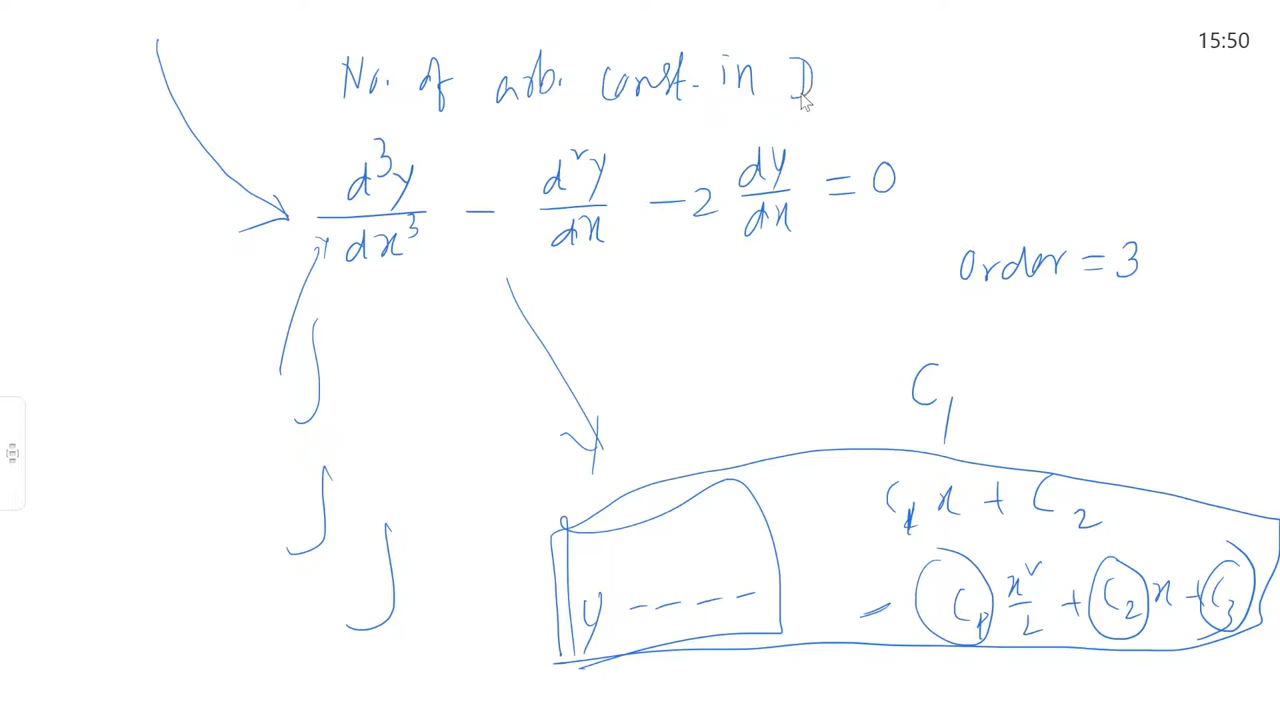 15:50
No. of arb. const. in D
d³y/dx³ - d²y/dx - 2 dy/dx = 0
order = 3
∫
∫
∫
C₁
C₁x + C₂
y ----- - C₁ x²/2 + C₂ x + C₃